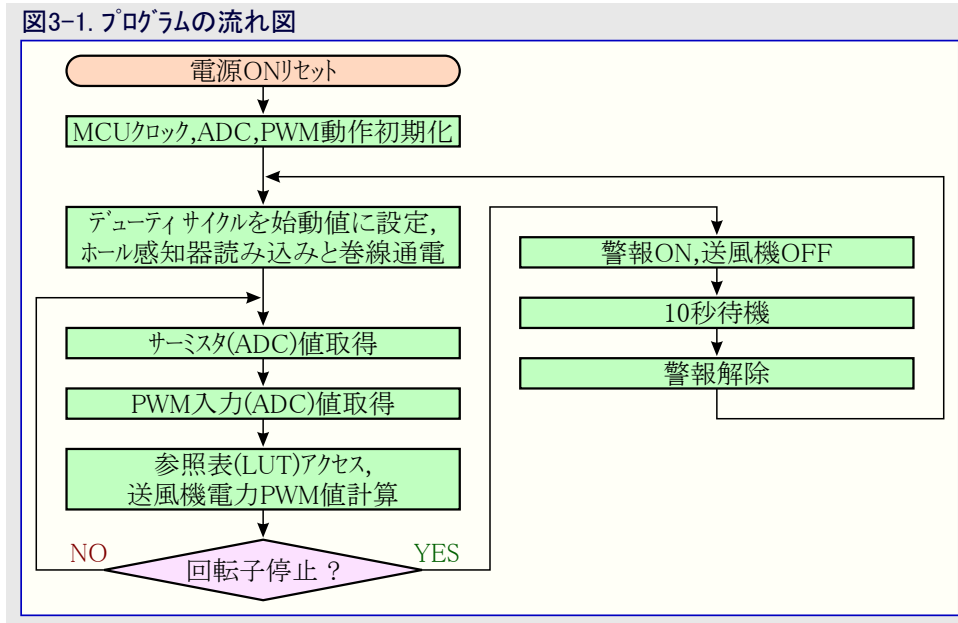 図3-1. プログラムの流れ図
電源ONリセット
MCUクロック,ADC,PWM動作初期化
デューティ サイクルを始動値に設定,
ホール感知器読み込みと巻線通電
サーミスタ(ADC)値取得
PWM入力(ADC)値取得
参照表(LUT)アクセス,
送風機電力PWM値計算
NO
回転子停止 ?
YES
警報ON,送風機OFF
10秒待機
警報解除